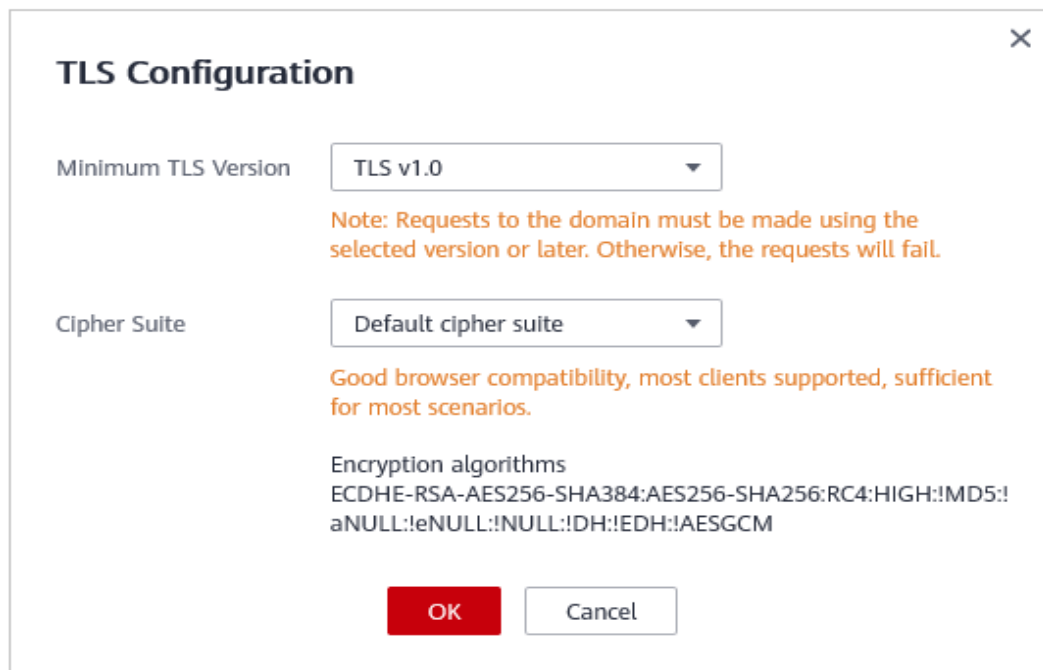 TLS Configuration
Minimum TLS Version
TLS v1.0
Note: Requests to the domain must be made using the
selected version or later. Otherwise, the requests will fail.
Cipher Suite
Default cipher suite
Good browser compatibility, most clients supported, sufficient
for most scenarios.
Encryption algorithms
ECDHE-RSA-AES256-SHA384:AES256-SHA256:RC4:HIGH:!MD5:!
aNULL:!eNULL:!NULL:!DH:!EDH:!AESGCM
OK
Cancel